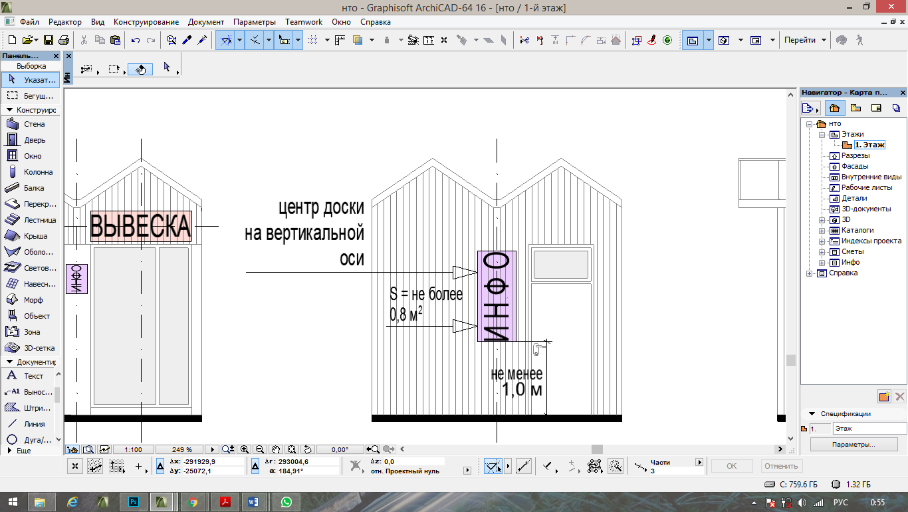 нто - Graphisoft ArchiCAD-64 16 - [нто / 1-й этаж]
Файл Редактор Вид Конструирование Документ Параметры Teamwork Окно Справка
Перейти
Панель...
Выборка
Указат...
Бегущ...
Конструиро
Стена
Дверь
Окно
Колонна
Балка
Перекр...
Лестница
Крыша
Оболо...
Светов...
Навесн...
Морф
Объект
Зона
3D-сетка
Документир
Текст
Вынос...
Штри...
Линия
Дуга/...
Еще
Ин
ВЫВЕСКА
ИНФО
центр доски
на вертикальной
оси
S = не более
0,8 м²
ИНФО
не менее
1,0 м
Навигатор - Карта п...
нто
Этажи
1. Этаж
Разрезы
Фасады
Внутренние виды
Рабочие листы
Детали
3D-документы
3D
Каталоги
Индексы проекта
Сметы
Инфо
Справка
Спецификации
1. Этаж
Параметры...
1:100 249 % 0,00°
Δx: -291929,9
Δy: -25072,1
Δr: 293004,6
α: 184,91°
Δz: 0,0
отн. Проектный нуль
Части
3
OK Отменить
C: 759.6 ГБ 1.32 ГБ
РУС 0:55